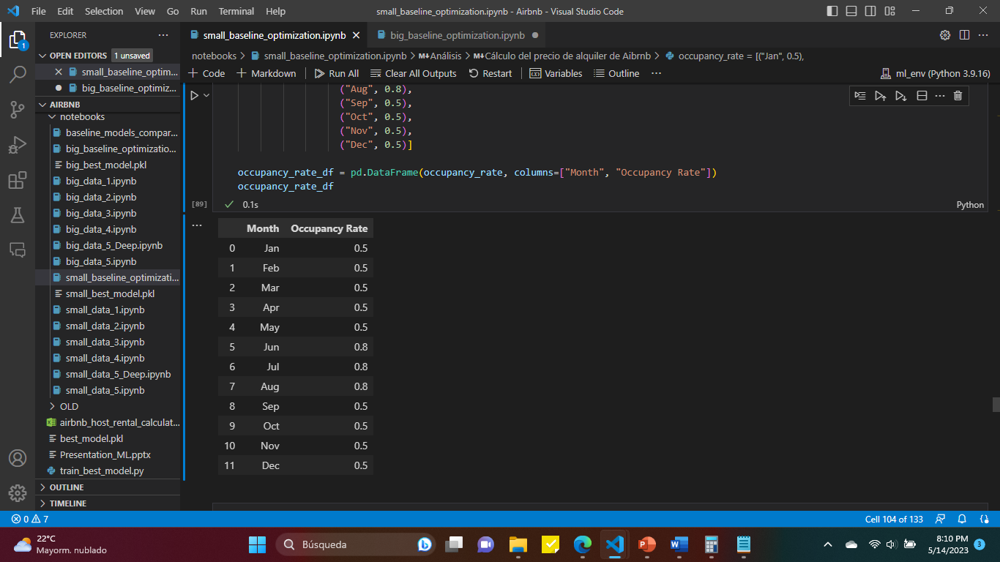 File Edit Selection View Go Run Terminal Help
small_baseline_optimization.ipynb - Airbnb - Visual Studio Code
EXPLORER
OPEN EDITORS 1 unsaved
small_baseline_optim...
big_baseline_optimiz...
AIRBNB
notebooks
baseline_models_compar...
big_baseline_optimizatio...
big_best_model.pkl
big_data_1.ipynb
big_data_2.ipynb
big_data_3.ipynb
big_data_4.ipynb
big_data_5_Deep.ipynb
big_data_5.ipynb
small_baseline_optimizati...
small_best_model.pkl
small_data_1.ipynb
small_data_2.ipynb
small_data_3.ipynb
small_data_4.ipynb
small_data_5_Deep.ipynb
small_data_5.ipynb
OLD
airbnb_host_rental_calculat...
best_model.pkl
Presentation_ML.pptx
train_best_model.py
OUTLINE
TIMELINE
1
small_baseline_optimization.ipynb
big_baseline_optimization.ipynb
notebooks > small_baseline_optimization.ipynb > M↓Análisis > M↓Cálculo del precio de alquiler de Aibrnb > occupancy_rate = [("Jan", 0.5),
+ Code + Markdown Run All Clear All Outputs Restart Variables Outline ... ml_env (Python 3.9.16)
("Aug", 0.8),
("Sep", 0.5),
("Oct", 0.5),
("Nov", 0.5),
("Dec", 0.5)]
occupancy_rate_df = pd.DataFrame(occupancy_rate, columns=["Month", "Occupancy Rate"])
occupancy_rate_df
[89] 0.1s Python
Month Occupancy Rate
0 Jan 0.5
1 Feb 0.5
2 Mar 0.5
3 Apr 0.5
4 May 0.5
5 Jun 0.8
6 Jul 0.8
7 Aug 0.8
8 Sep 0.5
9 Oct 0.5
10 Nov 0.5
11 Dec 0.5
0 7 Cell 104 of 133
22°C
Mayorm. nublado
Búsqueda
8:10 PM
5/14/2023
3